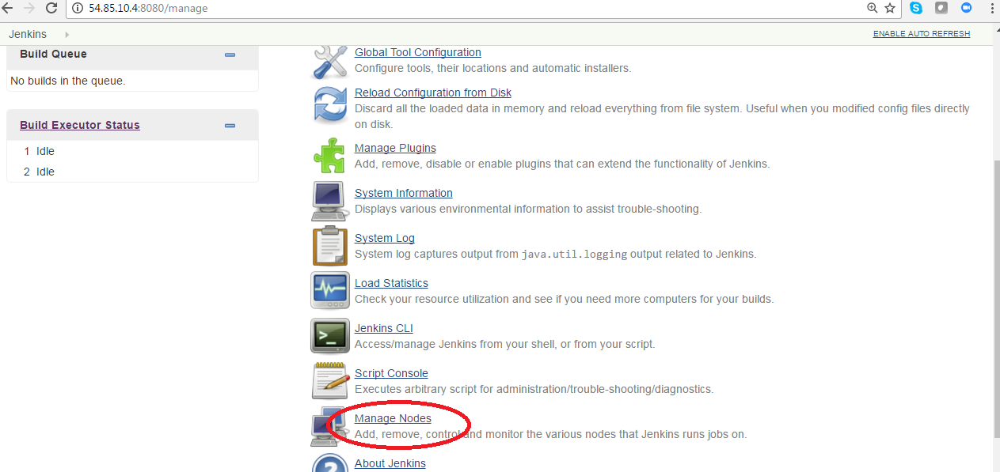 54.85.10.4:8080/manage
Jenkins
ENABLE AUTO REFRESH
Build Queue
No builds in the queue.
Build Executor Status
1 Idle
2 Idle
Global Tool Configuration
Configure tools, their locations and automatic installers.
Reload Configuration from Disk
Discard all the loaded data in memory and reload everything from file system. Useful when you modified config files directly
on disk.
Manage Plugins
Add, remove, disable or enable plugins that can extend the functionality of Jenkins.
System Information
Displays various environmental information to assist trouble-shooting.
System Log
System log captures output from java.util.logging output related to Jenkins.
Load Statistics
Check your resource utilization and see if you need more computers for your builds.
Jenkins CLI
Access/manage Jenkins from your shell, or from your script.
Script Console
Executes arbitrary script for administration/trouble-shooting/diagnostics.
Manage Nodes
Add, remove, control and monitor the various nodes that Jenkins runs jobs on.
About Jenkins